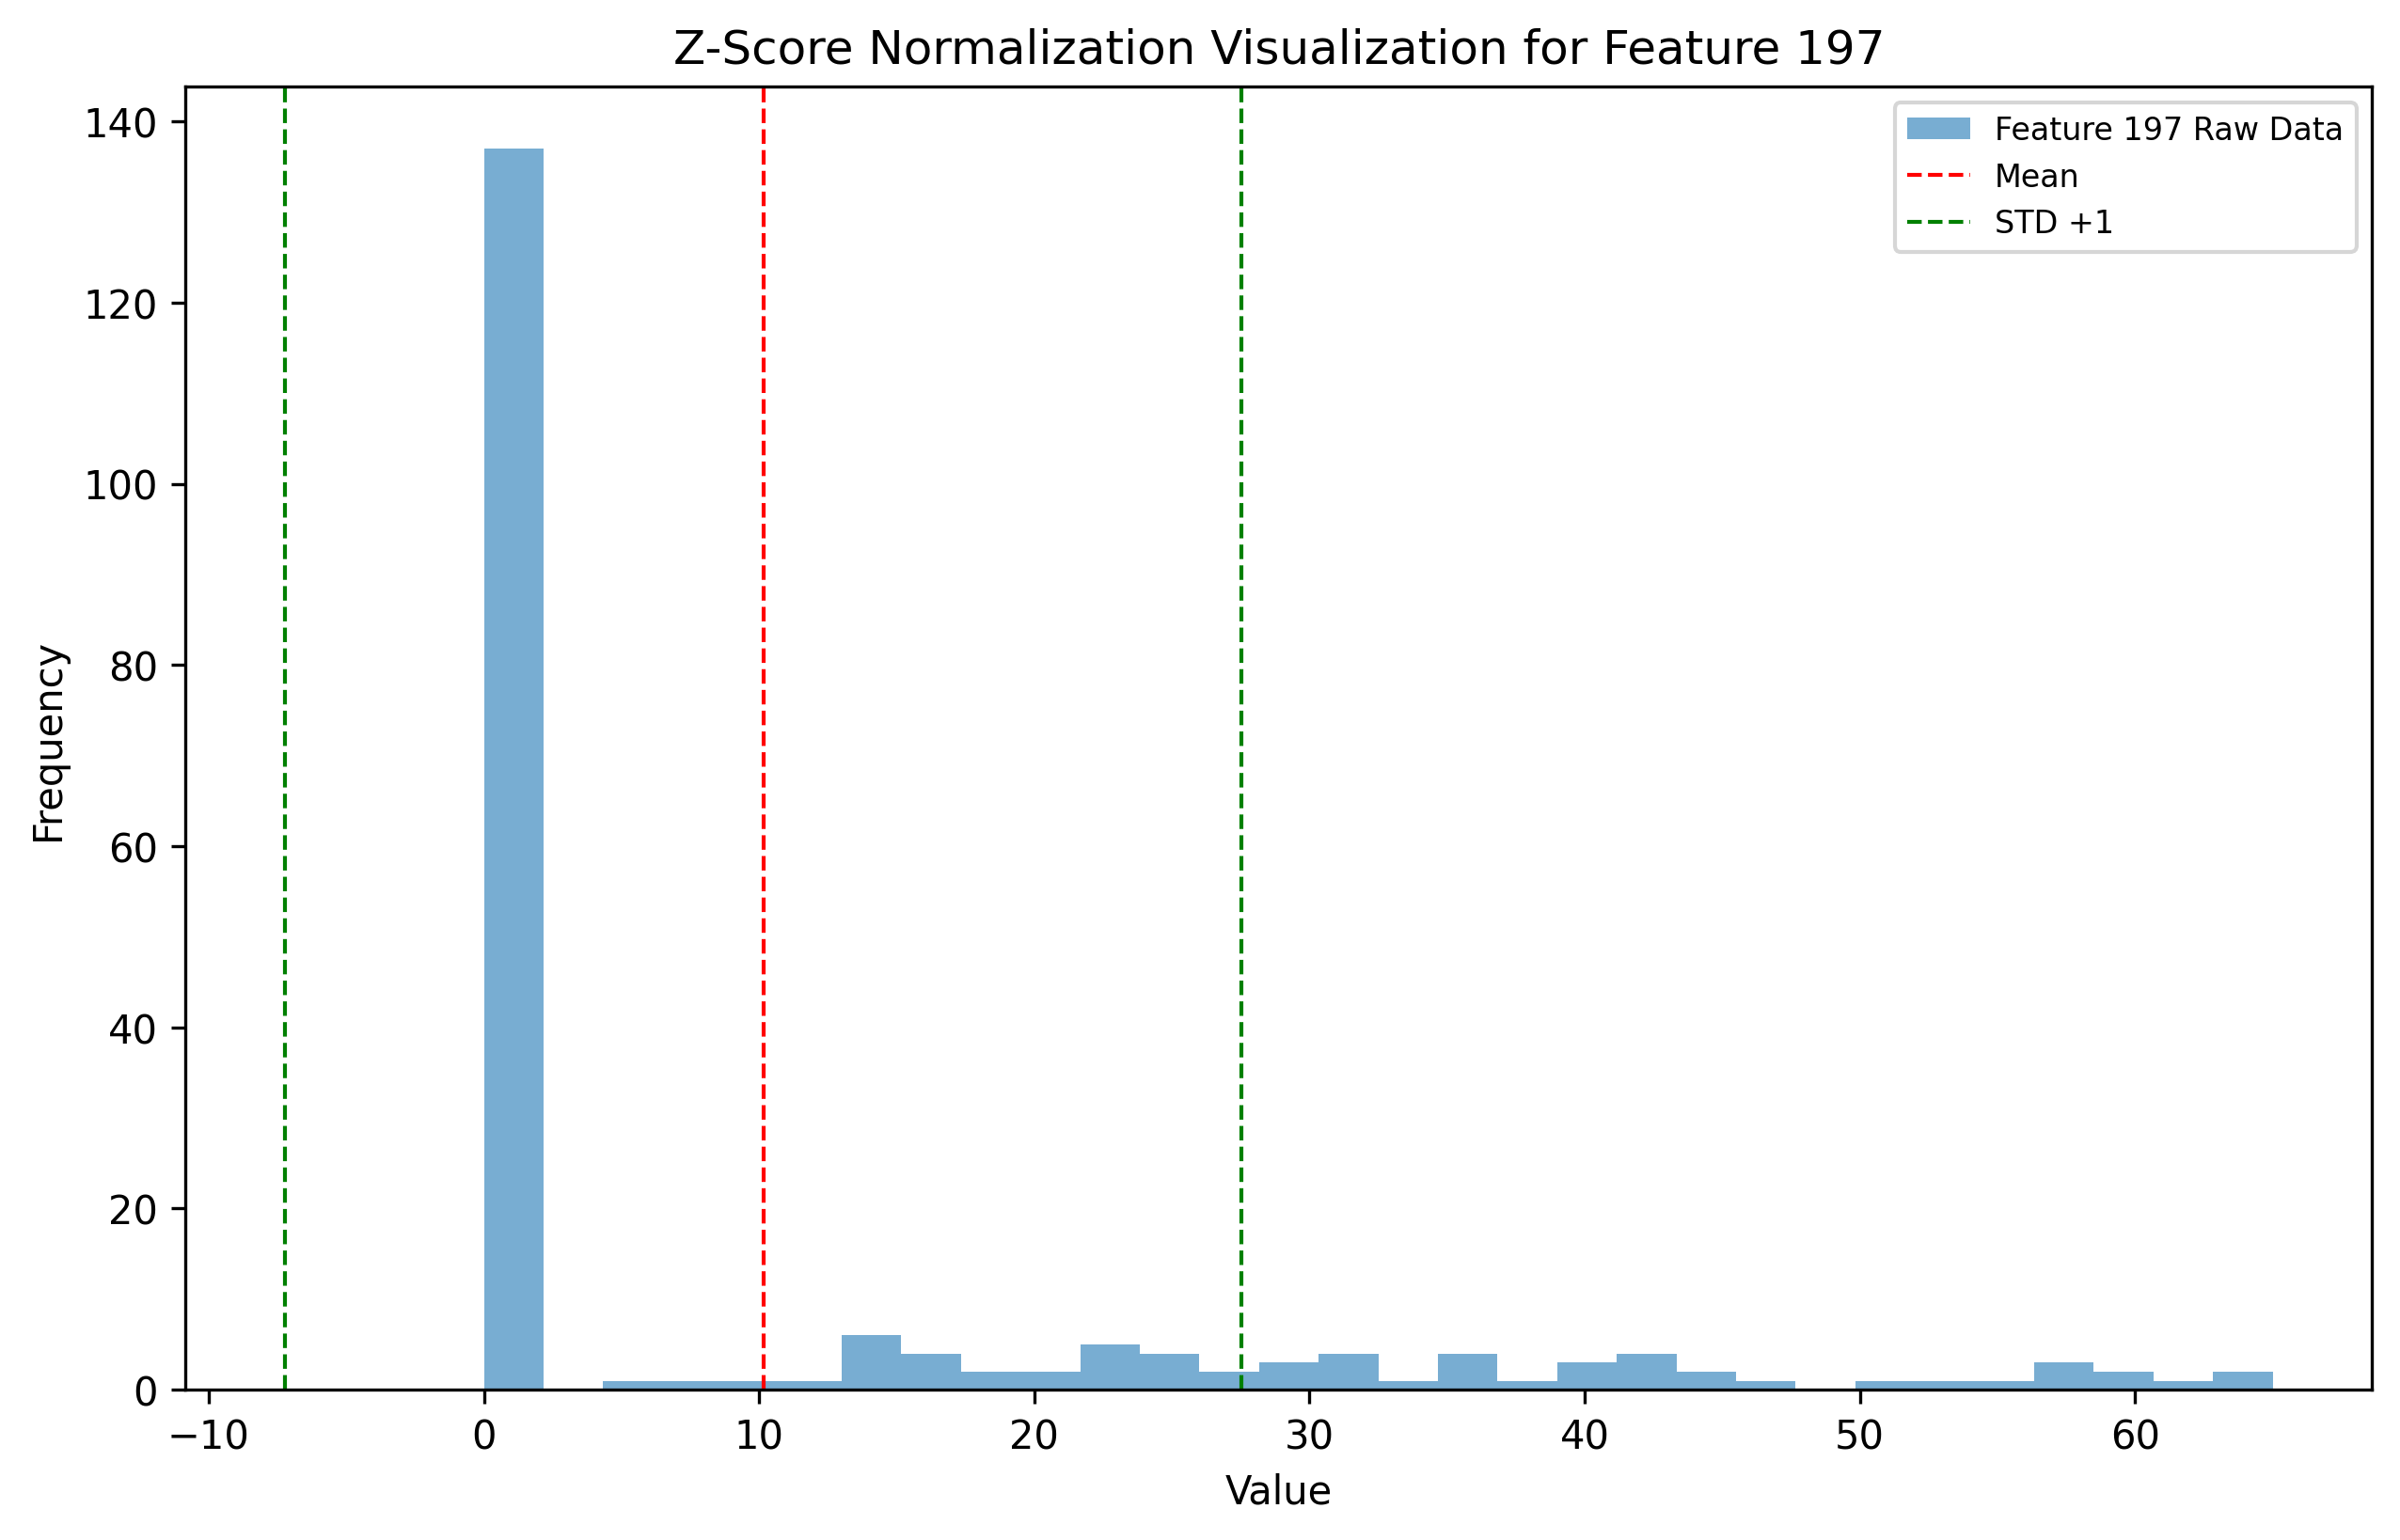 Z-Score Normalization Visualization for Feature 197
Feature 197 Raw Data
Mean
STD +1
140
120
100
80
60
40
20
0
Frequency
−10 0 10 20 30 40 50 60
Value